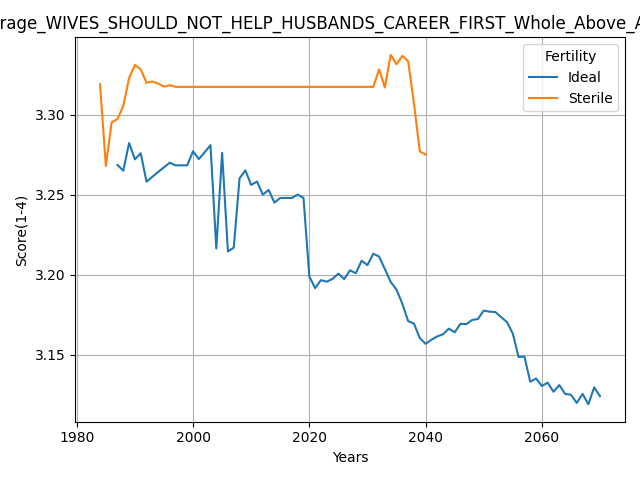 rage_WIVES_SHOULD_NOT_HELP_HUSBANDS_CAREER_FIRST_Whole_Above_A
Fertility
Ideal
Sterile
Score(1-4)
3.30
3.25
3.20
3.15
1980 2000 2020 2040 2060
Years